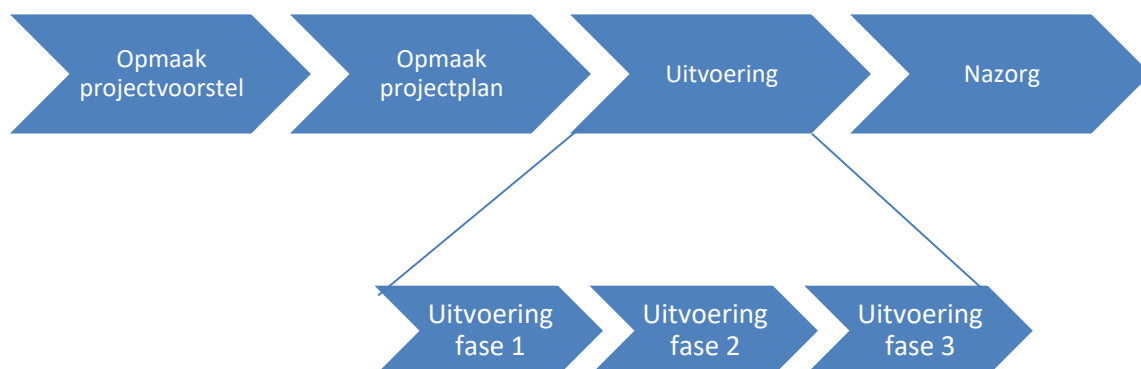 Opmaak
projectvoorstel
Opmaak
projectplan
Uitvoering
Nazorg
Uitvoering
fase 1
Uitvoering
fase 2
Uitvoering
fase 3